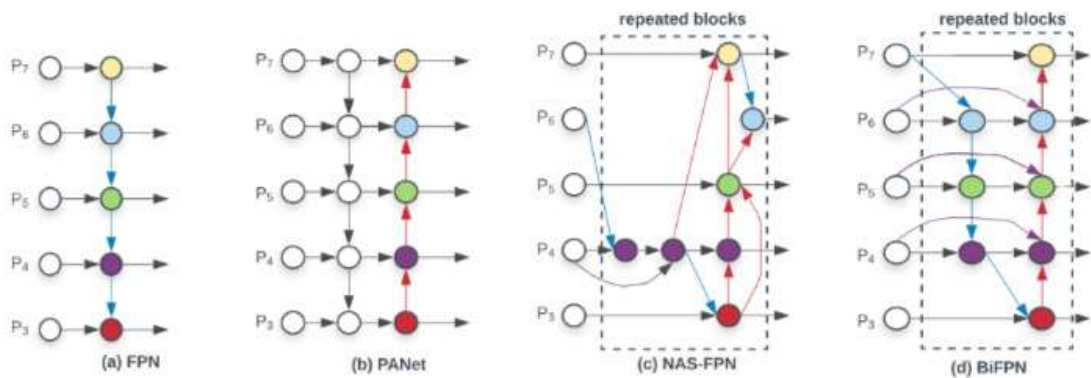 repeated blocks
repeated blocks
P7
P7
P7
P7
P6
P6
P6
P6
P5
P5
P5
P5
P4
P4
P4
P4
P3
P3
P3
P3
(a) FPN
(b) PANet
(c) NAS-FPN
(d) BiFPN